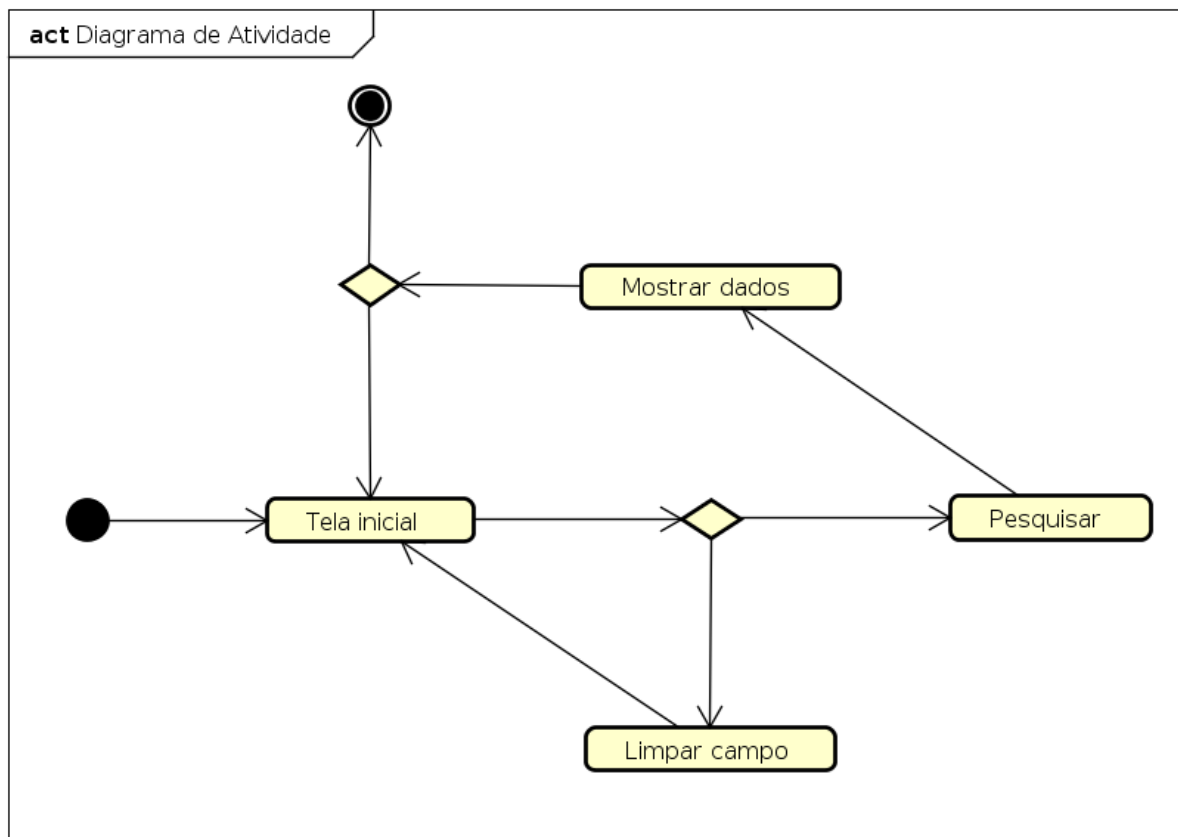 act Diagrama de Atividade
Mostrar dados
Tela inicial
Pesquisar
Limpar campo